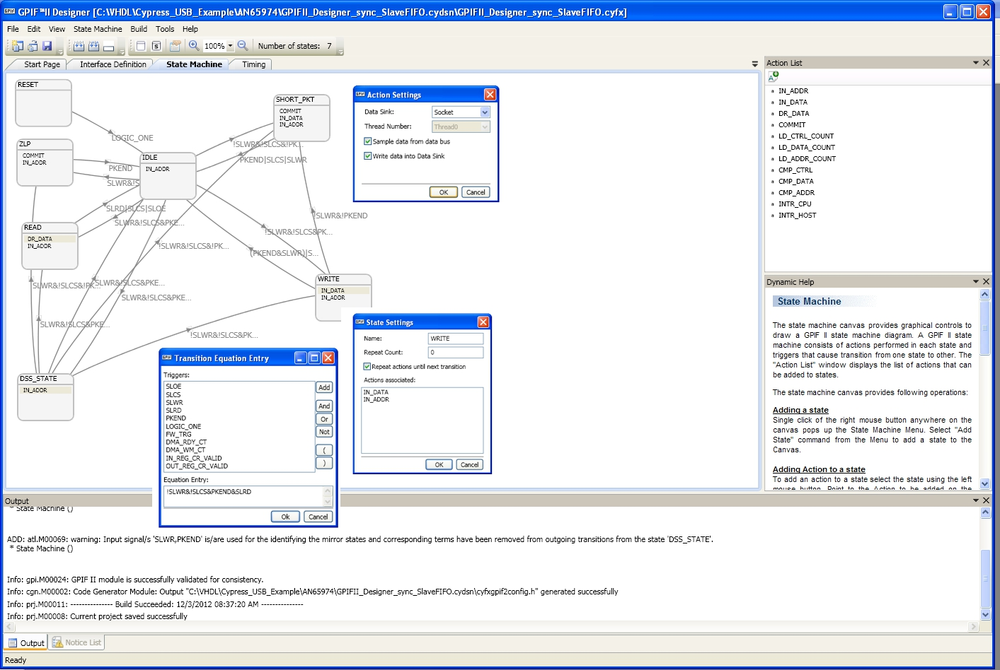 GPIF™II Designer [C:\VHDL\Cypress_USB_Example\AN65974\GPIFII_Designer_sync_SlaveFIFO.cydsn\GPIFII_Designer_sync_SlaveFIFO.cyfx]
File Edit View State Machine Build Tools Help
100% Number of states: 7
Start Page Interface Definition State Machine Timing
RESET
LOGIC_ONE
ZLP
COMMIT
IN_ADDR
PKEND
SLWR&!S
IDLE
IN_ADDR
SHORT_PKT
COMMIT
IN_DATA
IN_ADDR
!SLWR&!SLCS&!PK...
PKEND|SLCS|SLWR
SLRD|SLCS|SLOE
SLWR&!SLCS&PKE...
READ
DR_DATA
IN_ADDR
!SLWR&!PKEND
!SLWR&!SLCS&PK...
!SLWR&!SLCS&!PK...
(PKEND&SLWR)|S...
SLWR&!SLCS&!PK...
SLWR&!SLCS&PKE...
SLWR&!SLCS&PKE...
SLWR&!SLCS&PKE...
WRITE
IN_DATA
IN_ADDR
!SLWR&!SLCS&PK...
DSS_STATE
IN_ADDR
Action Settings
Data Sink: Socket
Thread Number: Thread0
Sample data from data bus
Write data into Data Sink
OK Cancel
State Settings
Name: WRITE
Repeat Count: 0
Repeat actions until next transition
Actions associated:
IN_DATA
IN_ADDR
OK Cancel
Transition Equation Entry
Triggers:
SLOE
SLCS
SLWR
SLRD
PKEND
LOGIC_ONE
FW_TRG
DMA_RDY_CT
DMA_WM_CT
IN_REG_CR_VALID
OUT_REG_CR_VALID
Add
And
Or
Not
(
)
Equation Entry:
!SLWR&!SLCS&PKEND&SLRD
Ok Cancel
Action List
IN_ADDR
IN_DATA
DR_DATA
COMMIT
LD_CTRL_COUNT
LD_DATA_COUNT
LD_ADDR_COUNT
CMP_CTRL
CMP_DATA
CMP_ADDR
INTR_CPU
INTR_HOST
Dynamic Help
State Machine
The state machine canvas provides graphical controls to
draw a GPIF II state machine diagram. A GPIF II state
machine consists of actions performed in each state and
triggers that cause transition from one state to other. The
"Action List" window displays the list of actions that can
be added to states.
The state machine canvas provides following operations:
Adding a state
Single click of the right mouse button anywhere on the
canvas pops up the State Machine Menu. Select "Add
State" command from the Menu to add a state to the
Canvas.
Adding Action to a state
To add an action to a state select the state using the left
mouse button. Point to the Action to be added on the
Output
* State Machine ()
ADD: atl.M00069: warning: Input signal/s 'SLWR,PKEND' is/are used for the identifying the mirror states and corresponding terms have been removed from outgoing transitions from the state 'DSS_STATE'.
* State Machine ()
Info: gpi.M00024: GPIF II module is successfully validated for consistency.
Info: cgn.M00002: Code Generator Module: Output "C:\VHDL\Cypress_USB_Example\AN65974\GPIFII_Designer_sync_SlaveFIFO.cydsn\cyfxgpif2config.h" generated successfully
Info: prj.M00011: --------------- Build Succeeded: 12/3/2012 08:37:20 AM ---------------
Info: prj.M00008: Current project saved successfully
Output Notice List
Ready